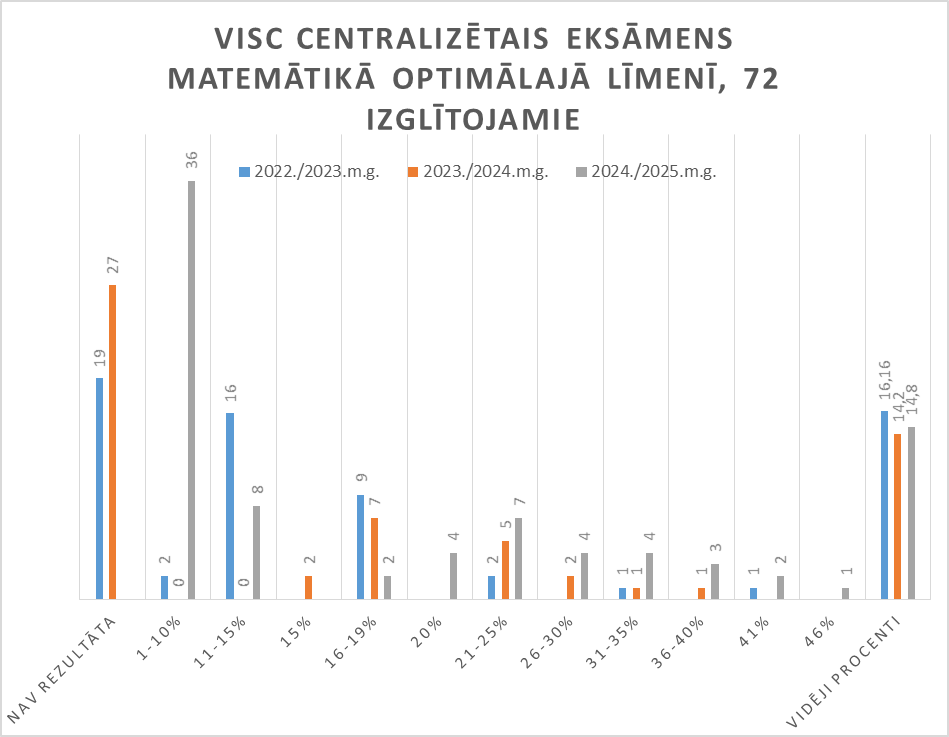 VISC CENTRALIZĒTAIS EKSĀMENS
MATEMĀTIKĀ OPTIMĀLAJĀ LĪMENĪ, 72
IZGLĪTOJAMIE
2022./2023.m.g. 2023./2024.m.g. 2024./2025.m.g.
19 27
2 0 36
16 0 8
2
9 7 2
4
2 5 7
2 4
1 1 4
1 3
1 2
1
16,16 14,2 14,8
NAV REZULTĀTA
1-10%
11-15%
15%
16-19%
20%
21-25%
26-30%
31-35%
36-40%
41%
46%
VIDĒJI PROCENTI